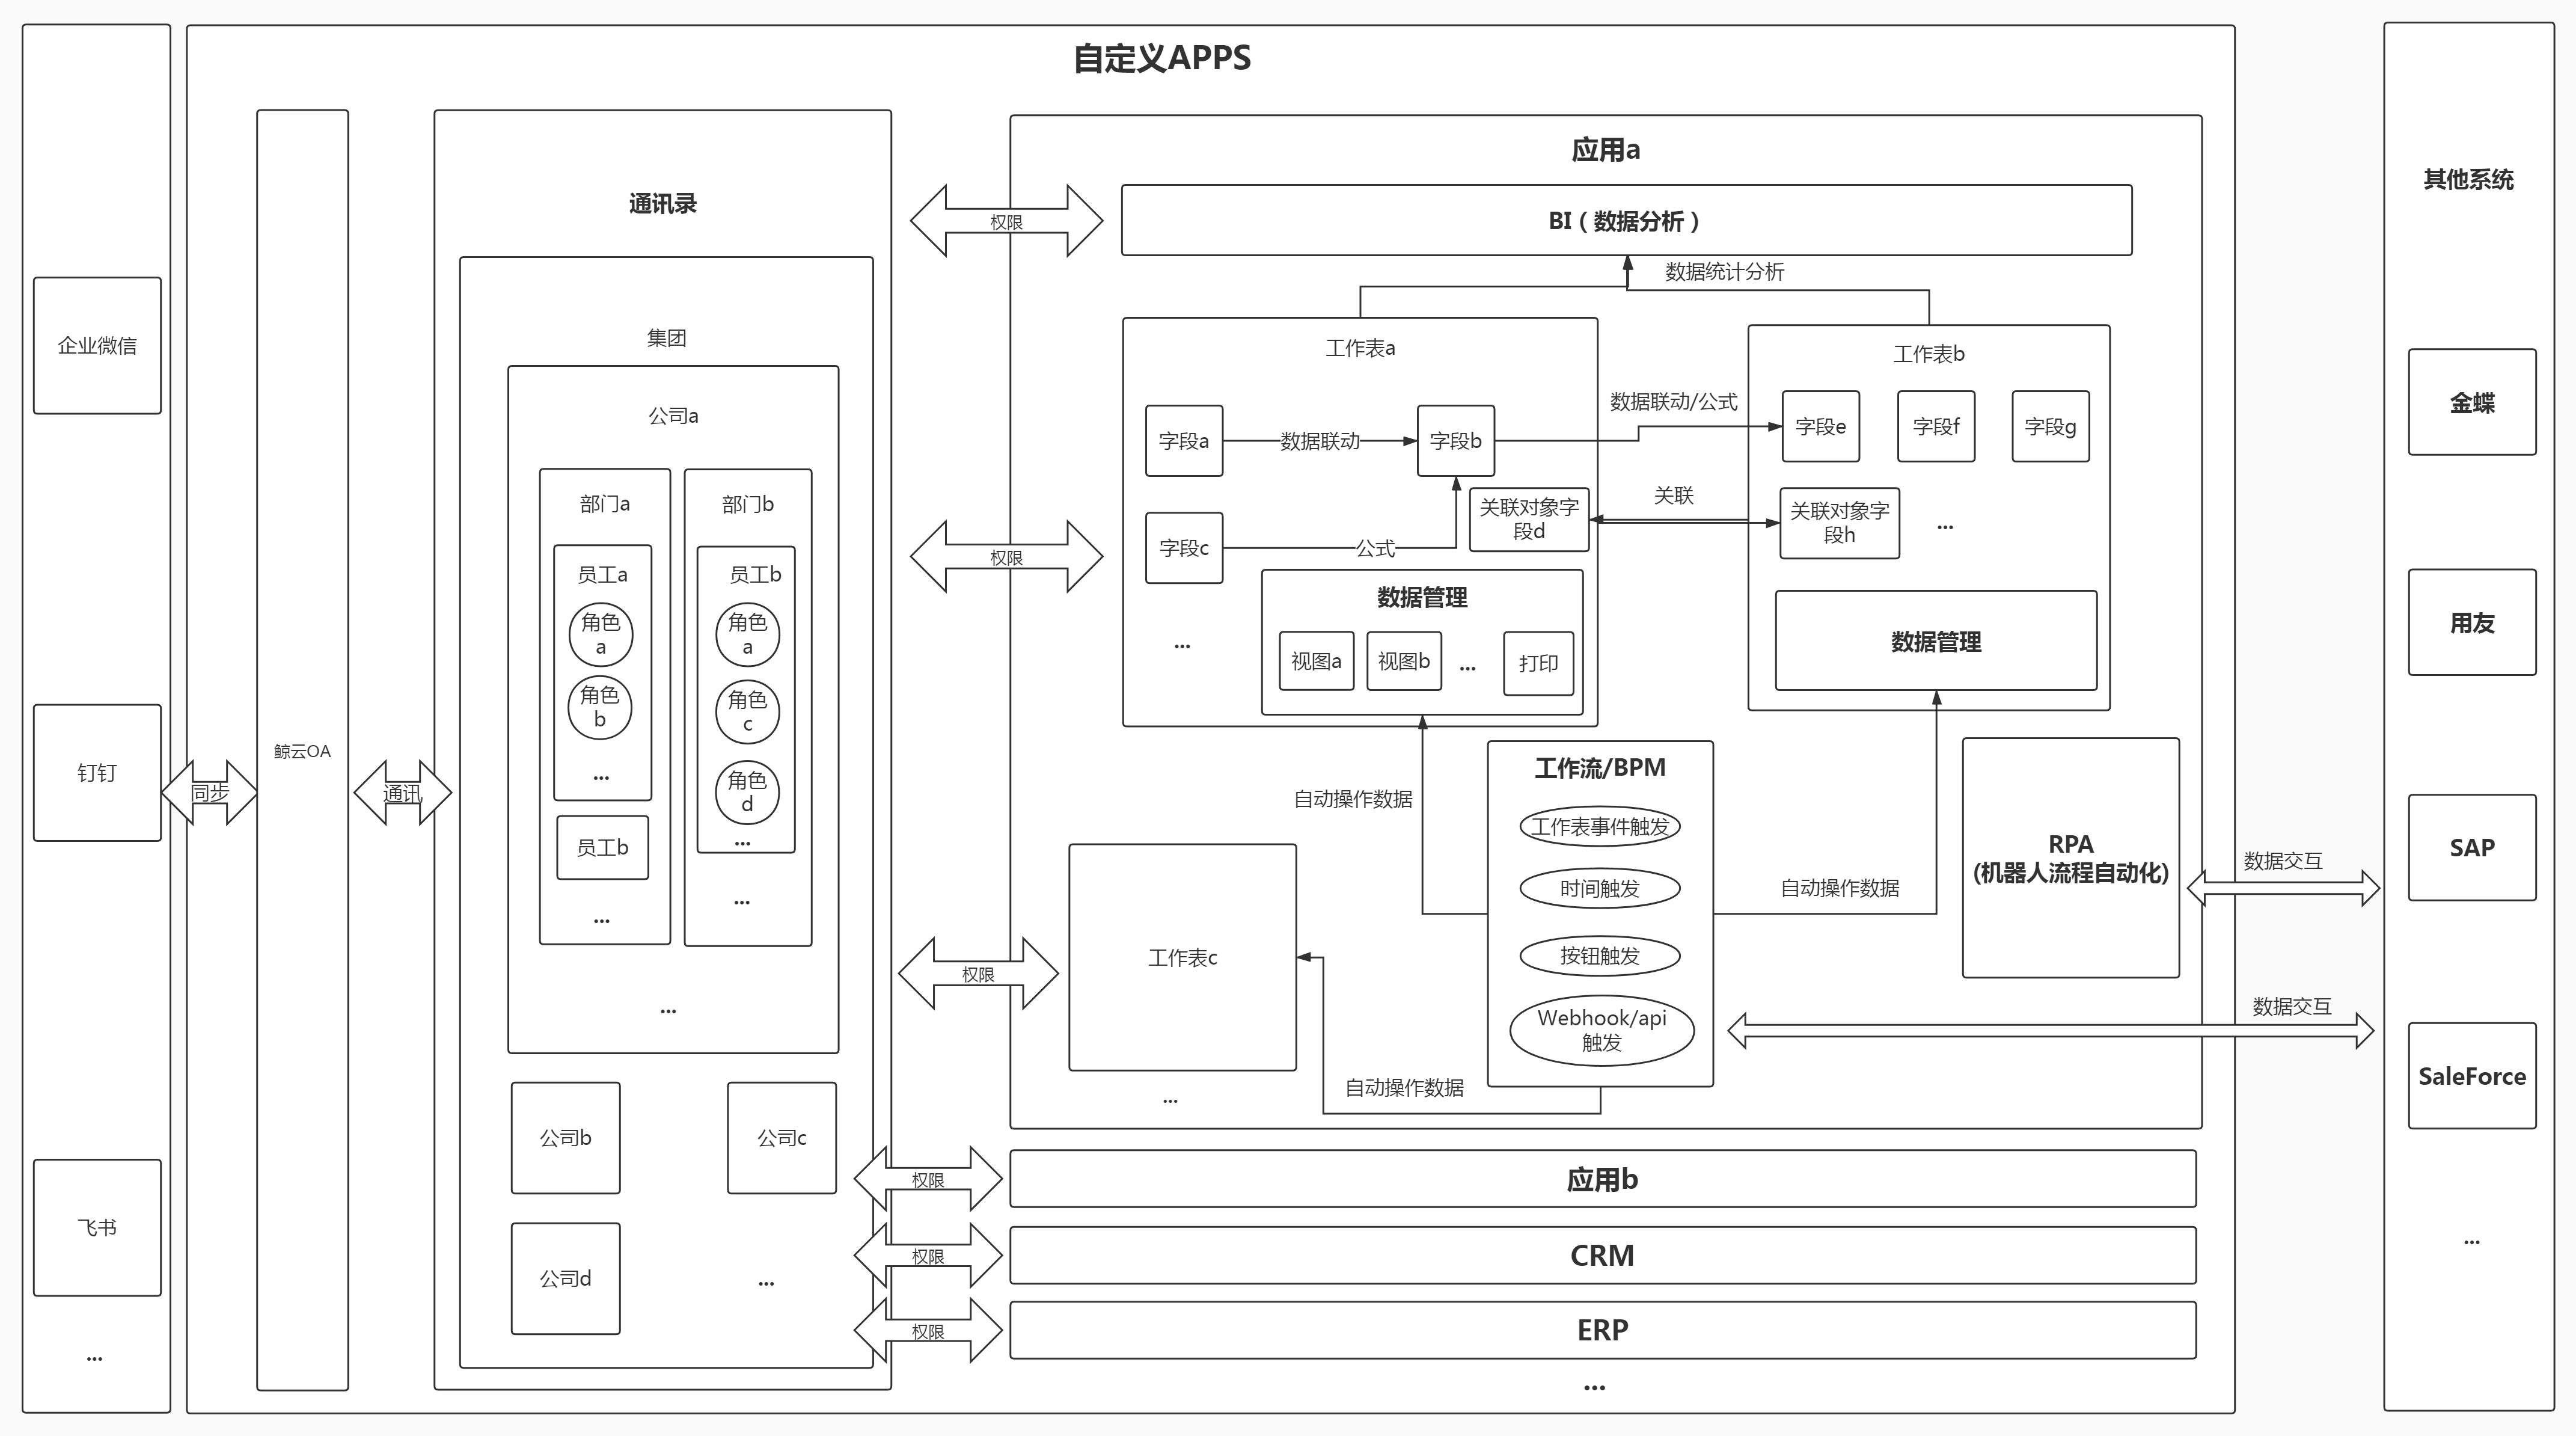 自定义APPS
企业微信
钉钉
飞书
...
同步
鲸云OA
通讯
通讯录
集团
公司a
部门a
员工a
角色
a
角色
b
...
员工b
...
部门b
员工b
角色
a
角色
c
角色
d
...
...
...
公司b
公司c
公司d
...
权限
权限
权限
权限
权限
权限
应用a
BI（数据分析）
数据统计分析
工作表a
字段a
数据联动
字段b
字段c
公式
关联对象字
段d
...
数据管理
视图a
视图b
...
打印
数据联动/公式
关联
工作表b
字段e
字段f
字段g
关联对象字
段h
...
数据管理
自动操作数据
工作流/BPM
工作表事件触发
时间触发
按钮触发
Webhook/api
触发
自动操作数据
RPA
(机器人流程自动化)
工作表c
...
自动操作数据
数据交互
数据交互
应用b
CRM
ERP
...
其他系统
金蝶
用友
SAP
SaleForce
...